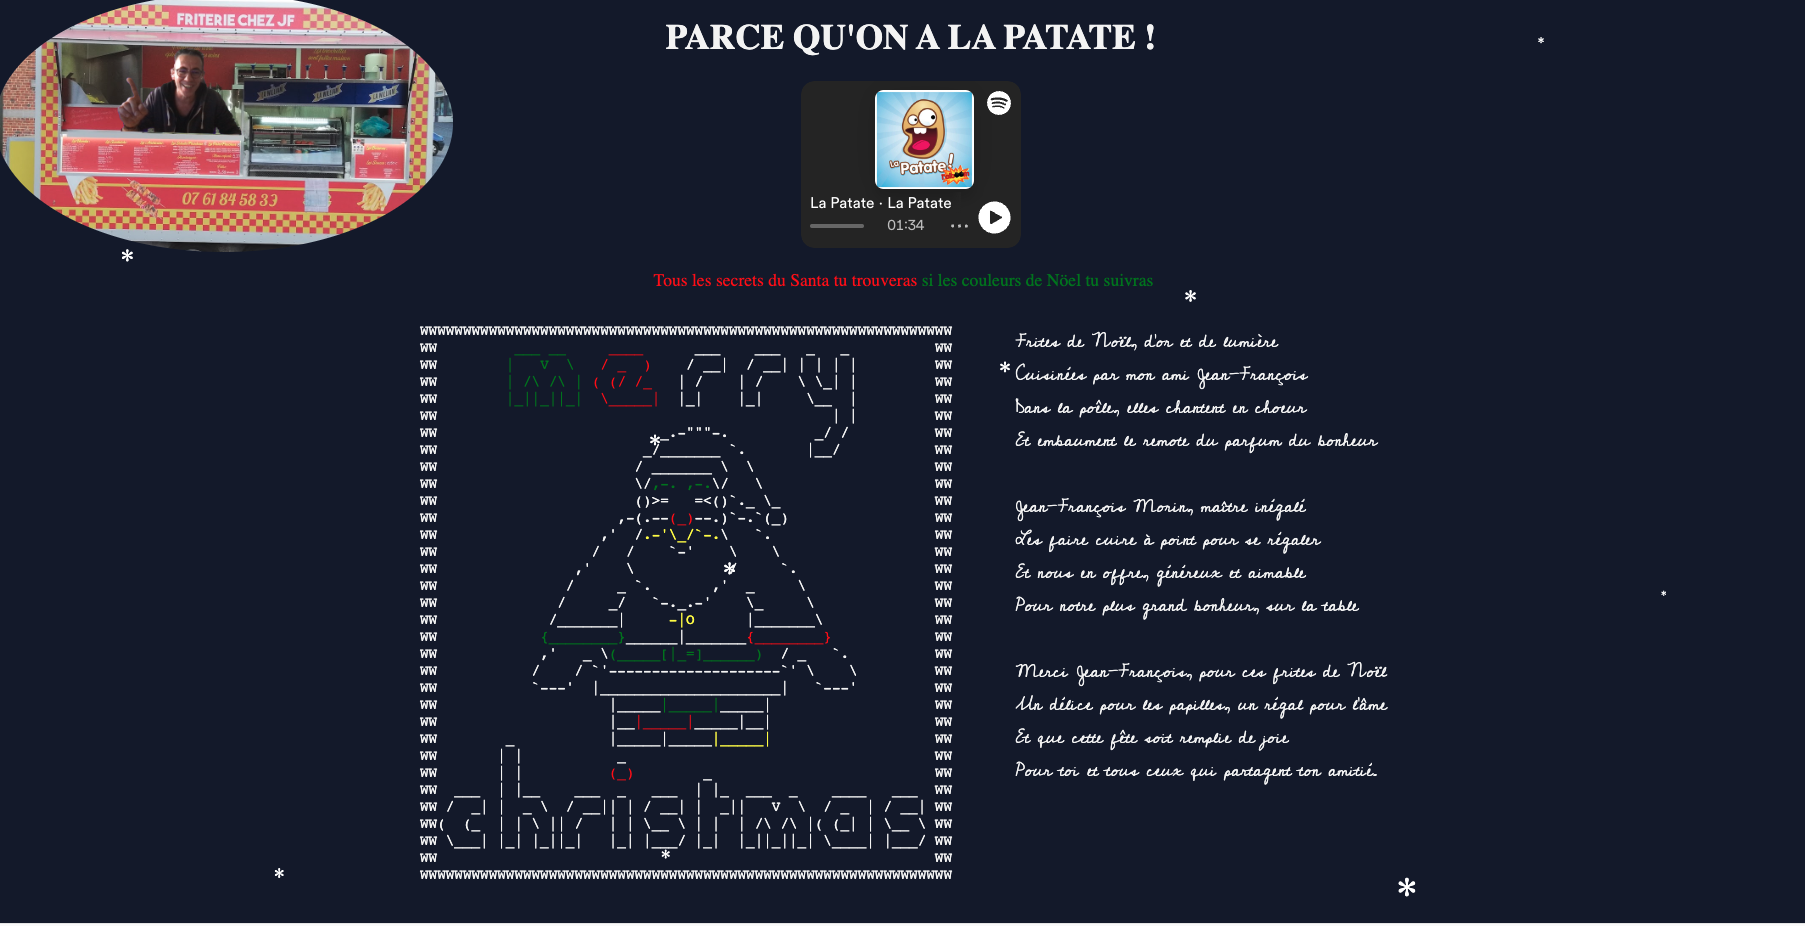 FRITERIE CHEZ JF
07 61 84 58 33
PARCE QU'ON A LA PATATE !
La Patate!
La Patate · La Patate
01:34
Tous les secrets du Santa tu trouveras si les couleurs de Nöel tu suivras
merry
christmas
Frites de Noël, d'or et de lumière
Cuisinées par mon ami Jean-François
Dans la poêle, elles chantent en choeur
Et embaument le remote du parfum du bonheur
Jean-François Morin, maître inégalé
Les faire cuire à point pour se régaler
Et nous en offre, généreux et aimable
Pour notre plus grand bonheur, sur la table
Merci Jean-François, pour ces frites de Noël
Un délice pour les papilles, un régal pour l'âme
Et que cette fête soit remplie de joie
Pour toi et tous ceux qui partagent ton amitié.